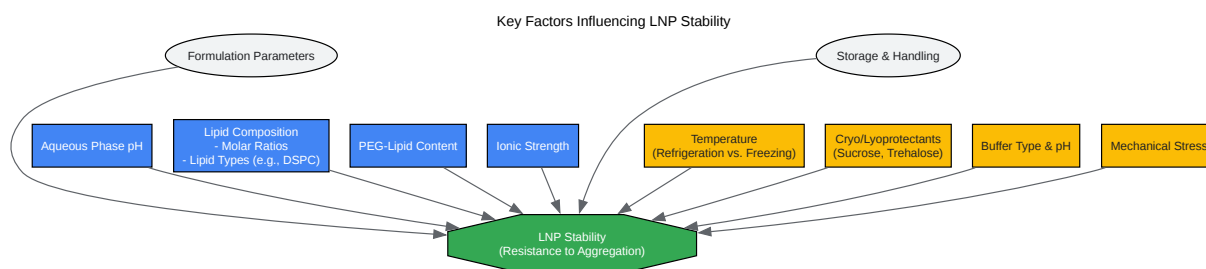 Key Factors Influencing LNP Stability
Formulation Parameters
Storage & Handling
Aqueous Phase pH
Lipid Composition
- Molar Ratios
- Lipid Types (e.g., DSPC)
PEG-Lipid Content
Ionic Strength
Temperature
(Refrigeration vs. Freezing)
Cryo/Lyoprotectants
(Sucrose, Trehalose)
Buffer Type & pH
Mechanical Stress
LNP Stability
(Resistance to Aggregation)